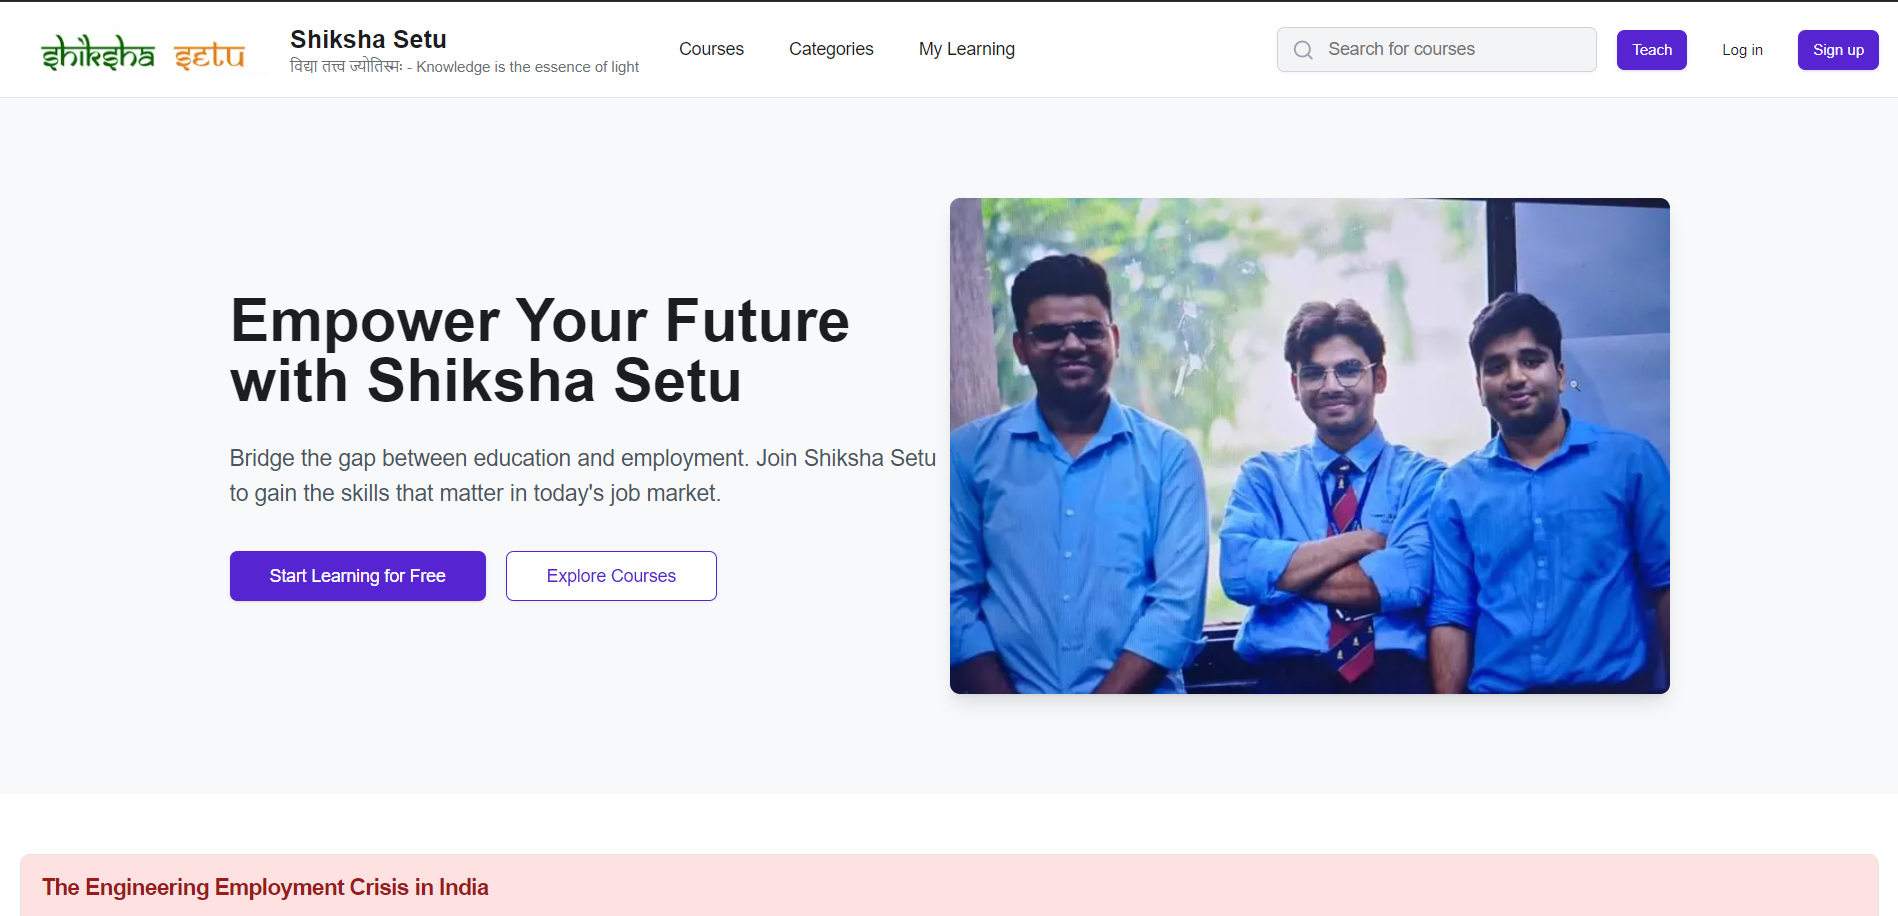 shiksha setu
Shiksha Setu
विद्या तत्त्व ज्योतिस्मः - Knowledge is the essence of light
Courses
Categories
My Learning
Search for courses
Teach
Log in
Sign up
Empower Your Future
with Shiksha Setu
Bridge the gap between education and employment. Join Shiksha Setu
to gain the skills that matter in today's job market.
Start Learning for Free
Explore Courses
The Engineering Employment Crisis in India